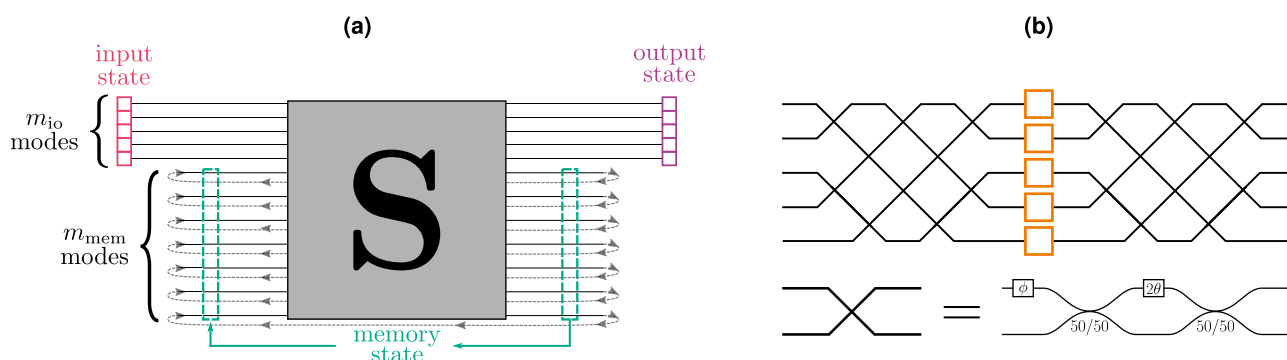 (a)
input
state
output
state
m_io
modes
S
m_mem
modes
memory
state
(b)
ϕ
2θ
=
50/50
50/50